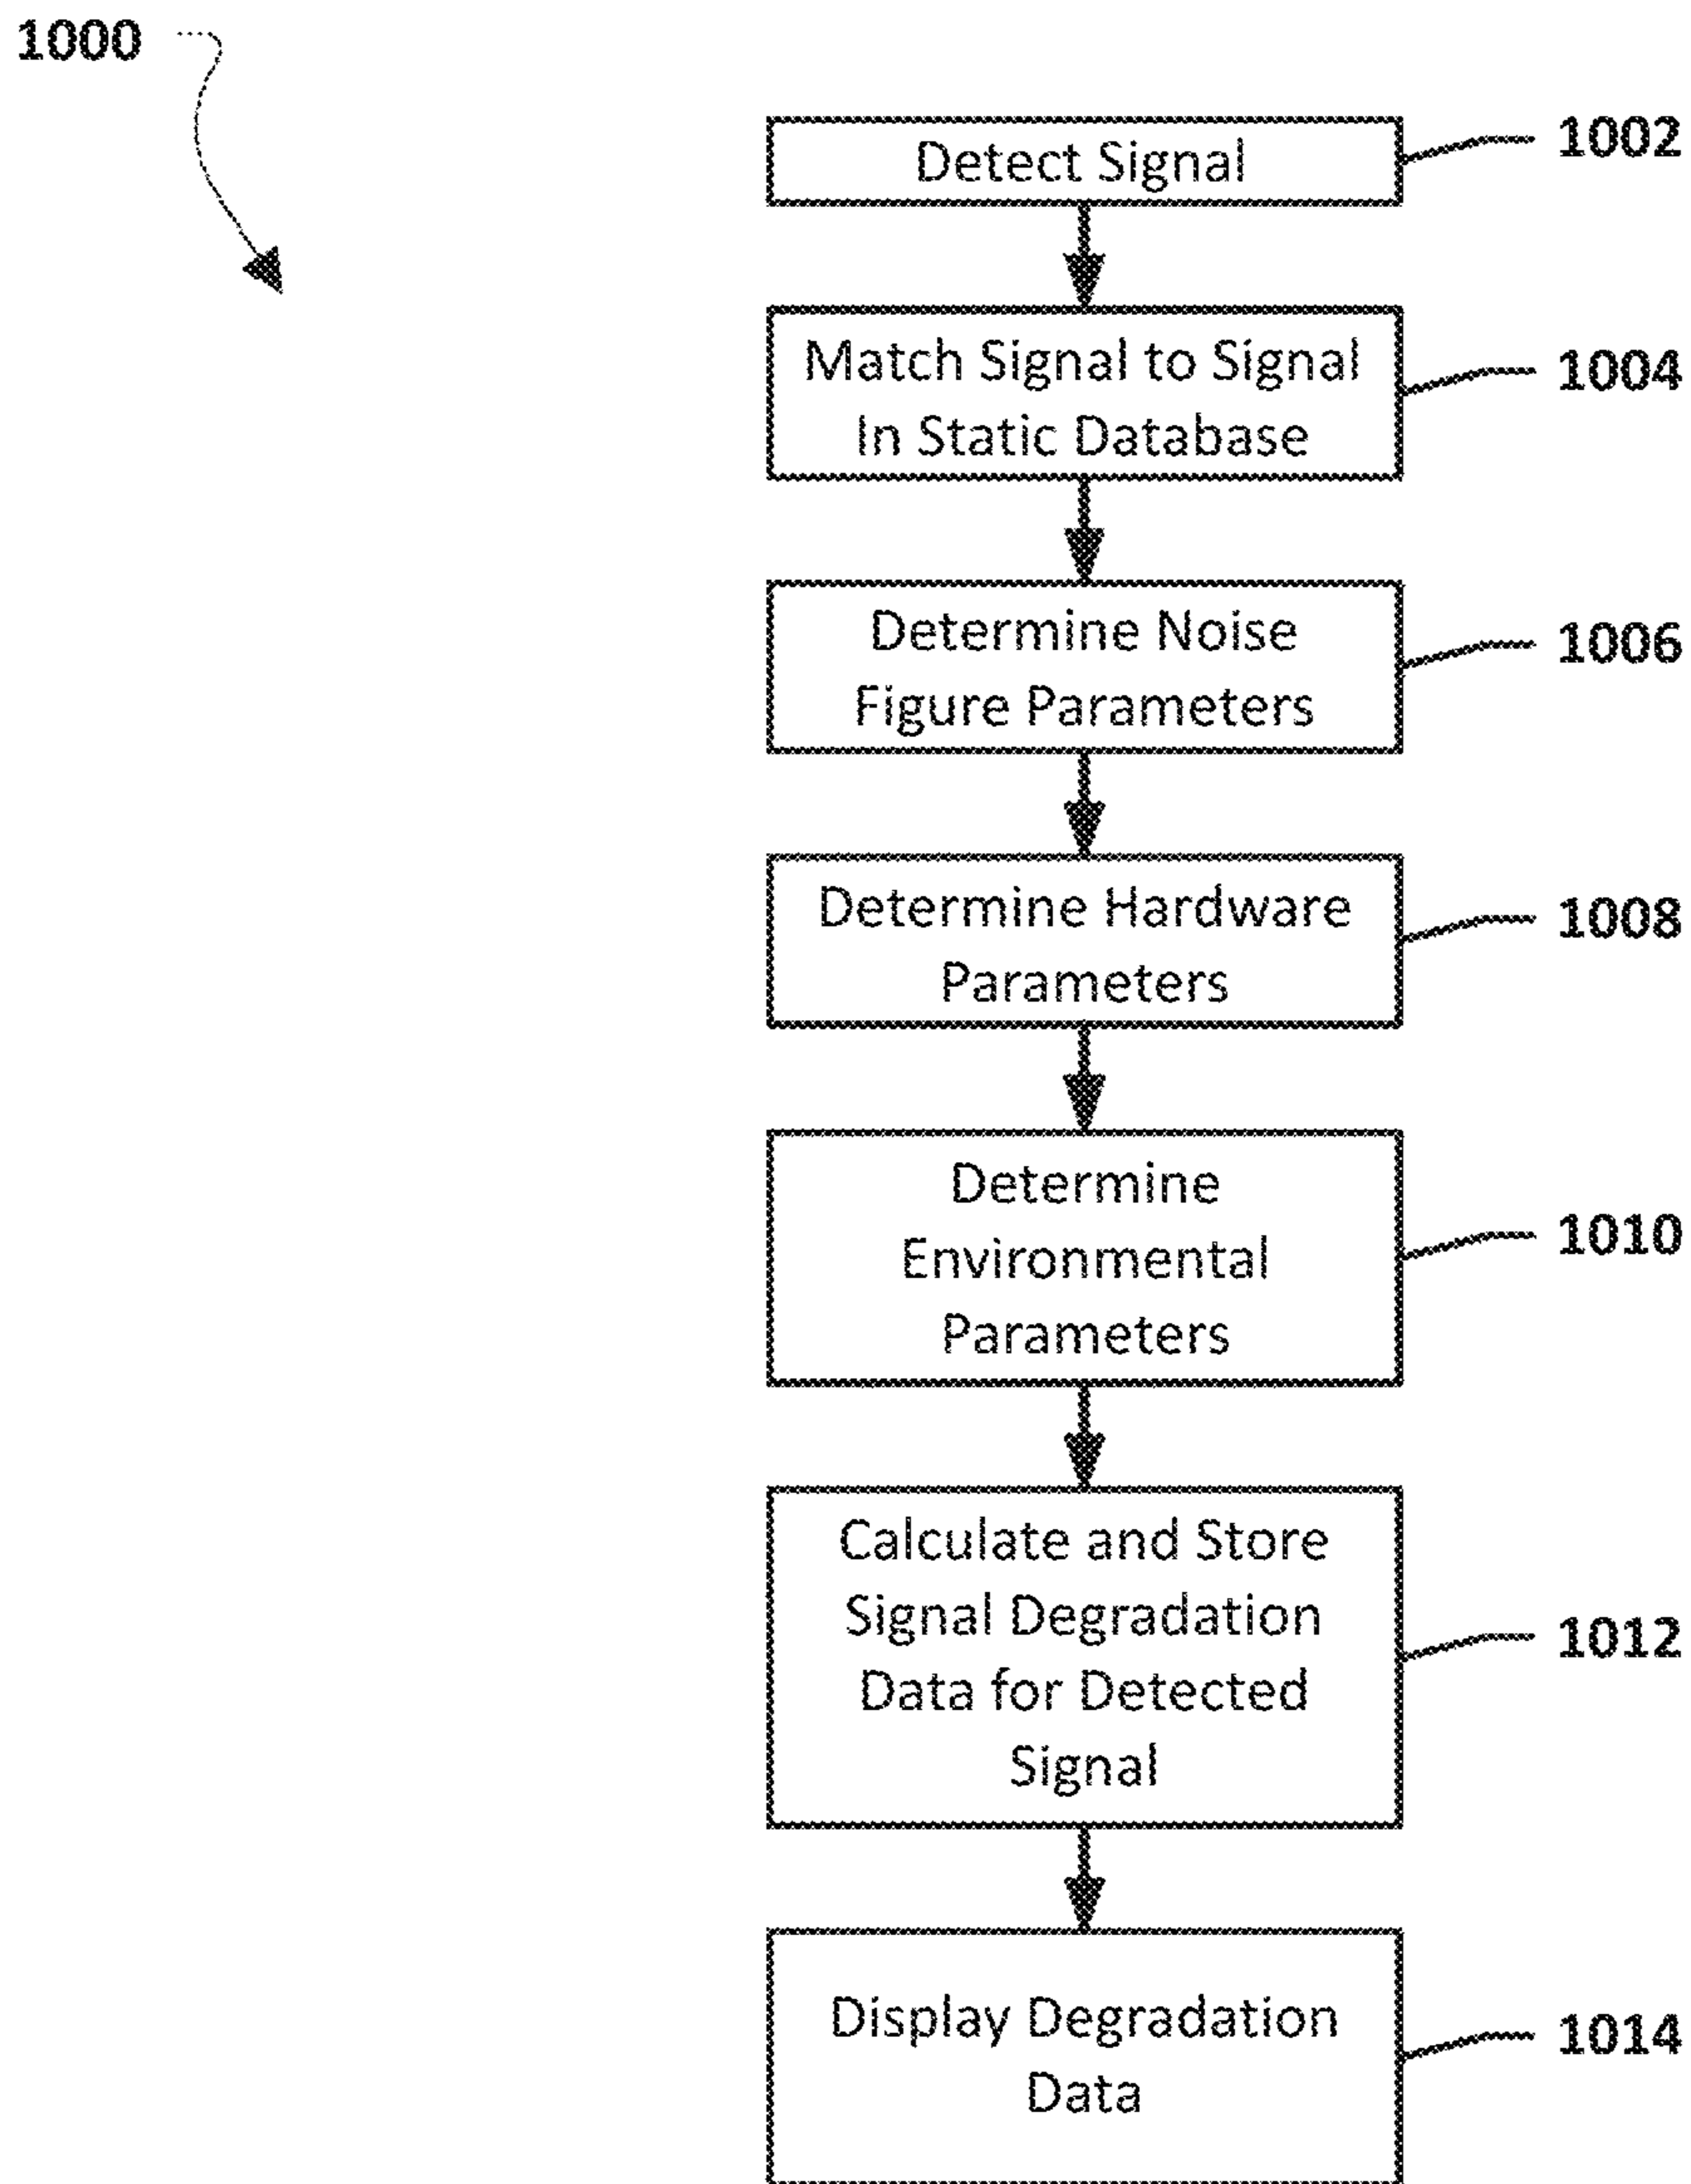 1000
Detect Signal
1002
Match Signal to Signal
In Static Database
1004
Determine Noise
Figure Parameters
1006
Determine Hardware
Parameters
1008
Determine
Environmental
Parameters
1010
Calculate and Store
Signal Degradation
Data for Detected
Signal
1012
Display Degradation
Data
1014